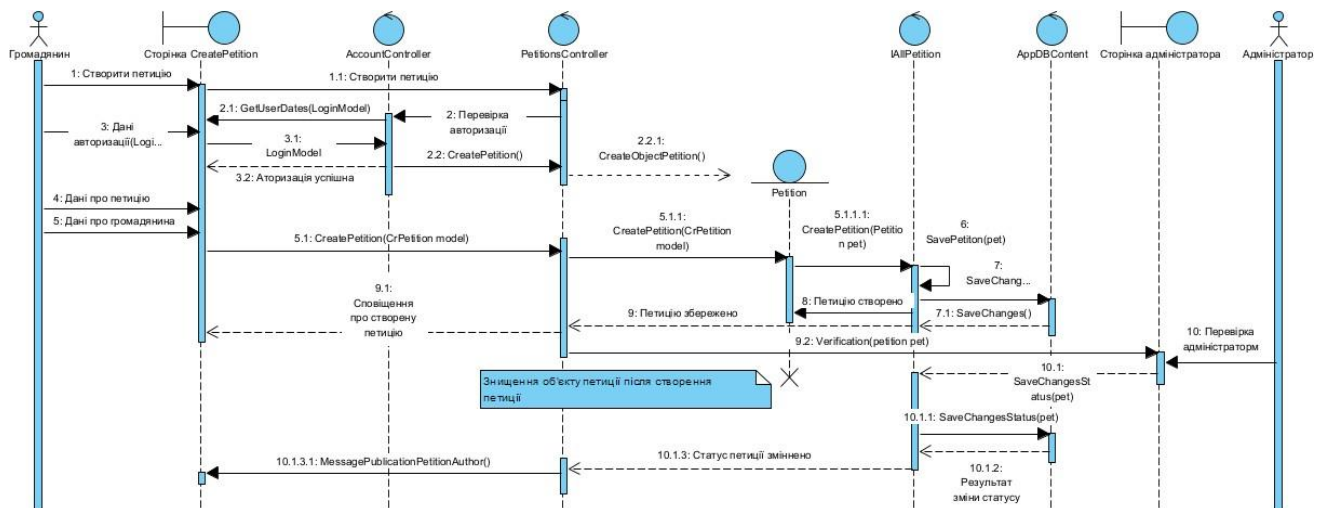 Громадянин
Сторінка CreatePetition
AccountController
PetitionsController
IAllPetition
AppDBContent
Сторінка адміністратора
Адміністратор
1: Створити петицію
1.1: Створити петицію
2.1: GetUserDates(LoginModel)
2: Перевірка
авторизації
3: Дані
авторизації(Logi...
3.1:
LoginModel
2.2: CreatePetition()
2.2.1:
CreateObjectPetition()
3.2: Аторизація успішна
Petition
4: Дані про петицію
5: Дані про громадянина
5.1: CreatePetition(CrPetition model)
5.1.1:
CreatePetition(CrPetition
model)
5.1.1.1:
CreatePetition(Petitio
n pet)
6:
SavePetiton(pet)
7:
SaveChang...
8: Петицію створено
9.1:
Сповіщення
про створену
петицію
9: Петицію збережено
7.1: SaveChanges()
10: Перевірка
адміністраторм
9.2: Verification(petition pet)
10.1:
SaveChangesSt
atus(pet)
Знищення об'єкту петиції після створення
петиції
10.1.1: SaveChangesStatus(pet)
10.1.3.1: MessagePublicationPetitionAuthor()
10.1.3: Статус петиції зміннено
10.1.2:
Результат
зміни статусу